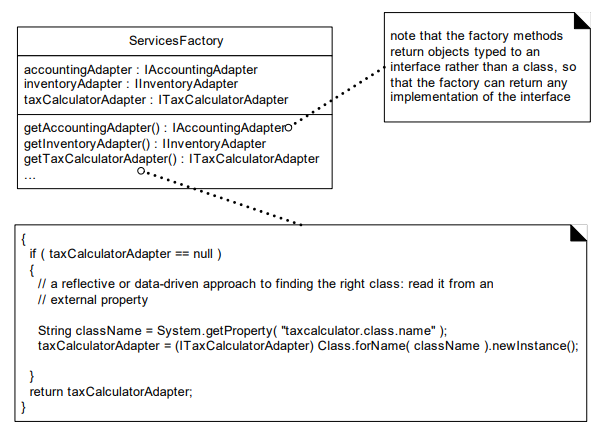 ServicesFactory
accountingAdapter : IAccountingAdapter
inventoryAdapter : IInventoryAdapter
taxCalculatorAdapter : ITaxCalculatorAdapter
getAccountingAdapter() : IAccountingAdapter
getInventoryAdapter() : IInventoryAdapter
getTaxCalculatorAdapter() : ITaxCalculatorAdapter
...
note that the factory methods
return objects typed to an
interface rather than a class, so
that the factory can return any
implementation of the interface
{
if ( taxCalculatorAdapter == null )
{
// a reflective or data-driven approach to finding the right class: read it from an
// external property
String className = System.getProperty( "taxcalculator.class.name" );
taxCalculatorAdapter = (ITaxCalculatorAdapter) Class.forName( className ).newInstance();
}
return taxCalculatorAdapter;
}